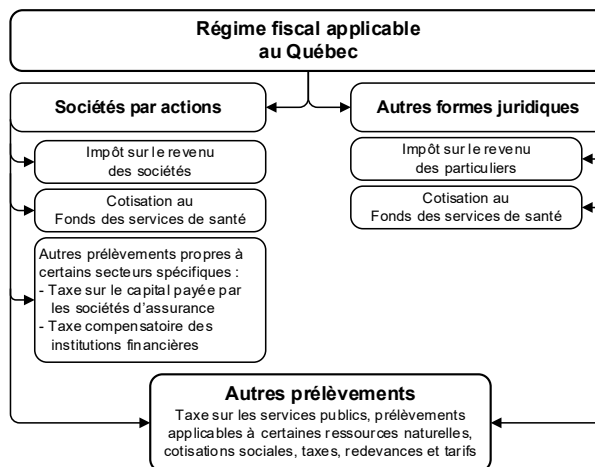 Régime fiscal applicable
au Québec
Sociétés par actions
Impôt sur le revenu
des sociétés
Cotisation au
Fonds des services de santé
Autres prélèvements propres à
certains secteurs spécifiques :
- Taxe sur le capital payée par
les sociétés d'assurance
- Taxe compensatoire des
institutions financières
Autres formes juridiques
Impôt sur le revenu
des particuliers
Cotisation au
Fonds des services de santé
Autres prélèvements
Taxe sur les services publics, prélèvements
applicables à certaines ressources naturelles,
cotisations sociales, taxes, redevances et tarifs